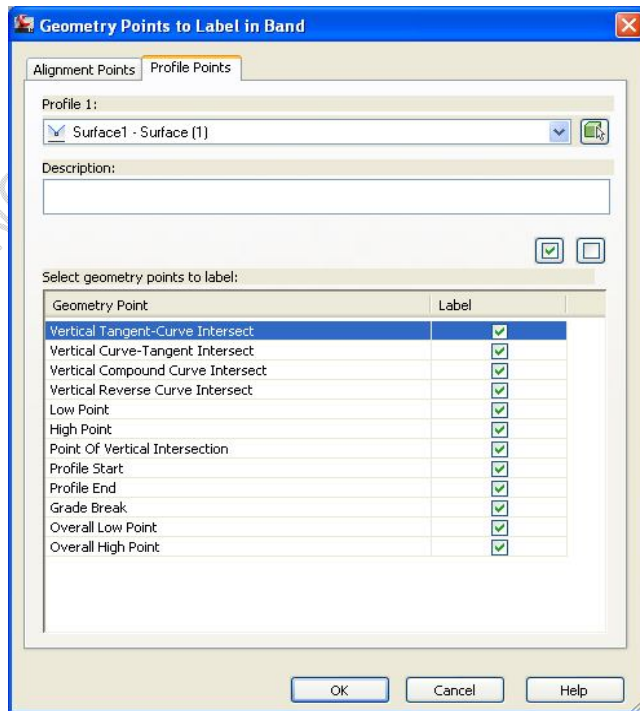 Geometry Points to Label in Band
Alignment Points Profile Points
Profile 1:
Surface1 - Surface (1)
Description:
Select geometry points to label:
Geometry Point Label
Vertical Tangent-Curve Intersect
Vertical Curve-Tangent Intersect
Vertical Compound Curve Intersect
Vertical Reverse Curve Intersect
Low Point
High Point
Point Of Vertical Intersection
Profile Start
Profile End
Grade Break
Overall Low Point
Overall High Point
OK Cancel Help